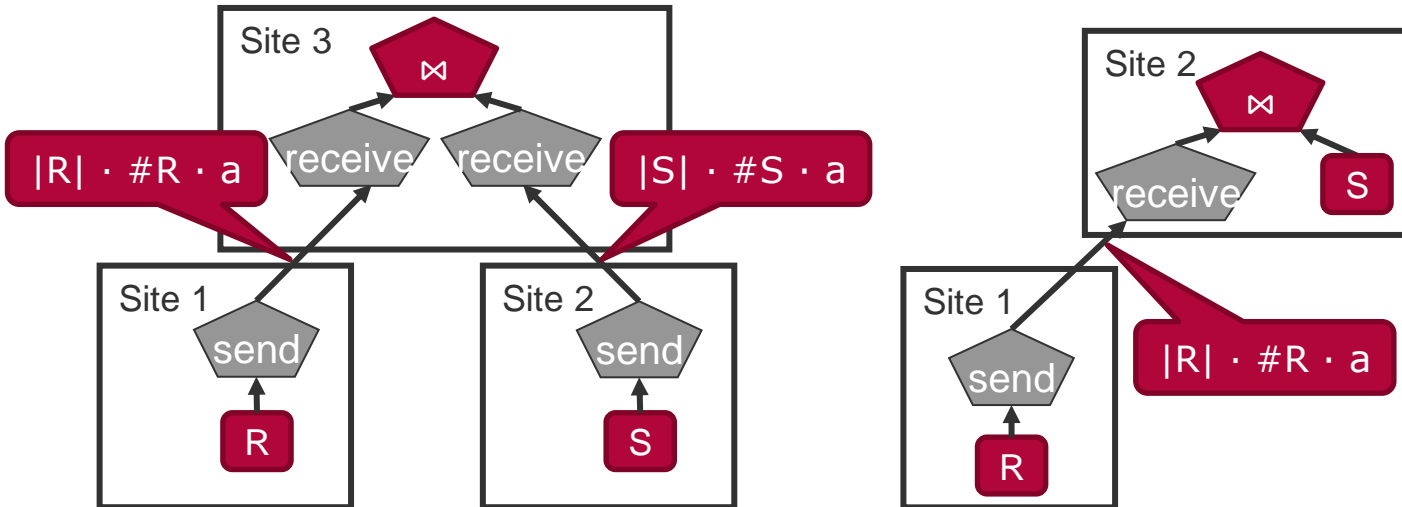 Site 3
⋈
receive
receive
|R| · #R · a
|S| · #S · a
Site 1
send
R
Site 2
send
S
Site 2
⋈
receive
S
Site 1
send
R
|R| · #R · a